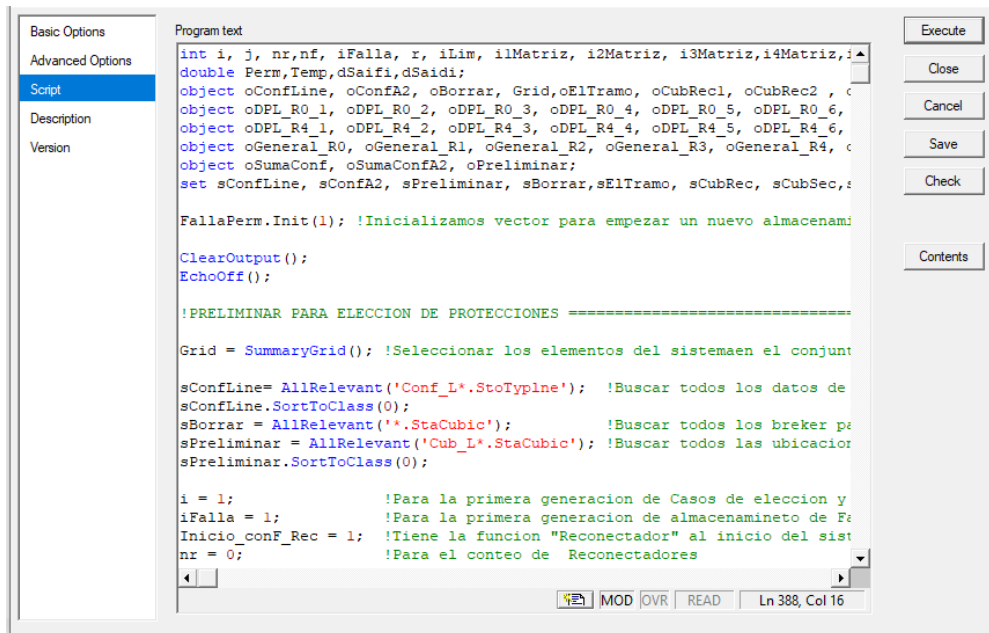 Basic Options
Advanced Options
Script
Description
Version
Program text
int i, j, nr,nf, iFalla, r, iLim, i1Matriz, i2Matriz, i3Matriz,i4Matriz,
double Perm,Temp,dSaifi,dSaidi;
object oConfLine, oConfA2, oBorrar, Grid,oElTramo, oCubRec1, oCubRec2 ,
object oDPL_R0_1, oDPL_R0_2, oDPL_R0_3, oDPL_R0_4, oDPL_R0_5, oDPL_R0_6,
object oDPL_R4_1, oDPL_R4_2, oDPL_R4_3, oDPL_R4_4, oDPL_R4_5, oDPL_R4_6,
object oGeneral_R0, oGeneral_R1, oGeneral_R2, oGeneral_R3, oGeneral_R4,
object oSumaConf, oSumaConfA2, oPreliminar;
set sConfLine, sConfA2, sPreliminar, sBorrar,sElTramo, sCubRec, sCubSec,
FallaPerm.Init(1); !Inicializamos vector para empezar un nuevo almacenami
ClearOutput();
EchoOff();
!PRELIMINAR PARA ELECCION DE PROTECCIONES ================================
Grid = SummaryGrid(); !Seleccionar los elementos del sistemaen el conjunt
sConfLine= AllRelevant('Conf_L*.StoTyplne'); !Buscar todos los datos de
sConfLine.SortToClass(0);
sBorrar = AllRelevant('*.StaCubic'); !Buscar todos los breker pa
sPreliminar = AllRelevant('Cub_L*.StaCubic'); !Buscar todos las ubicacion
sPreliminar.SortToClass(0);
i = 1; !Para la primera generacion de Casos de eleccion y
iFalla = 1; !Para la primera generacion de almacenamineto de Fa
Inicio_conF_Rec = 1; !Tiene la funcion "Reconectador" al inicio del sist
nr = 0; !Para el conteo de Reconectadores
MOD OVR READ Ln 388, Col 16
Execute
Close
Cancel
Save
Check
Contents